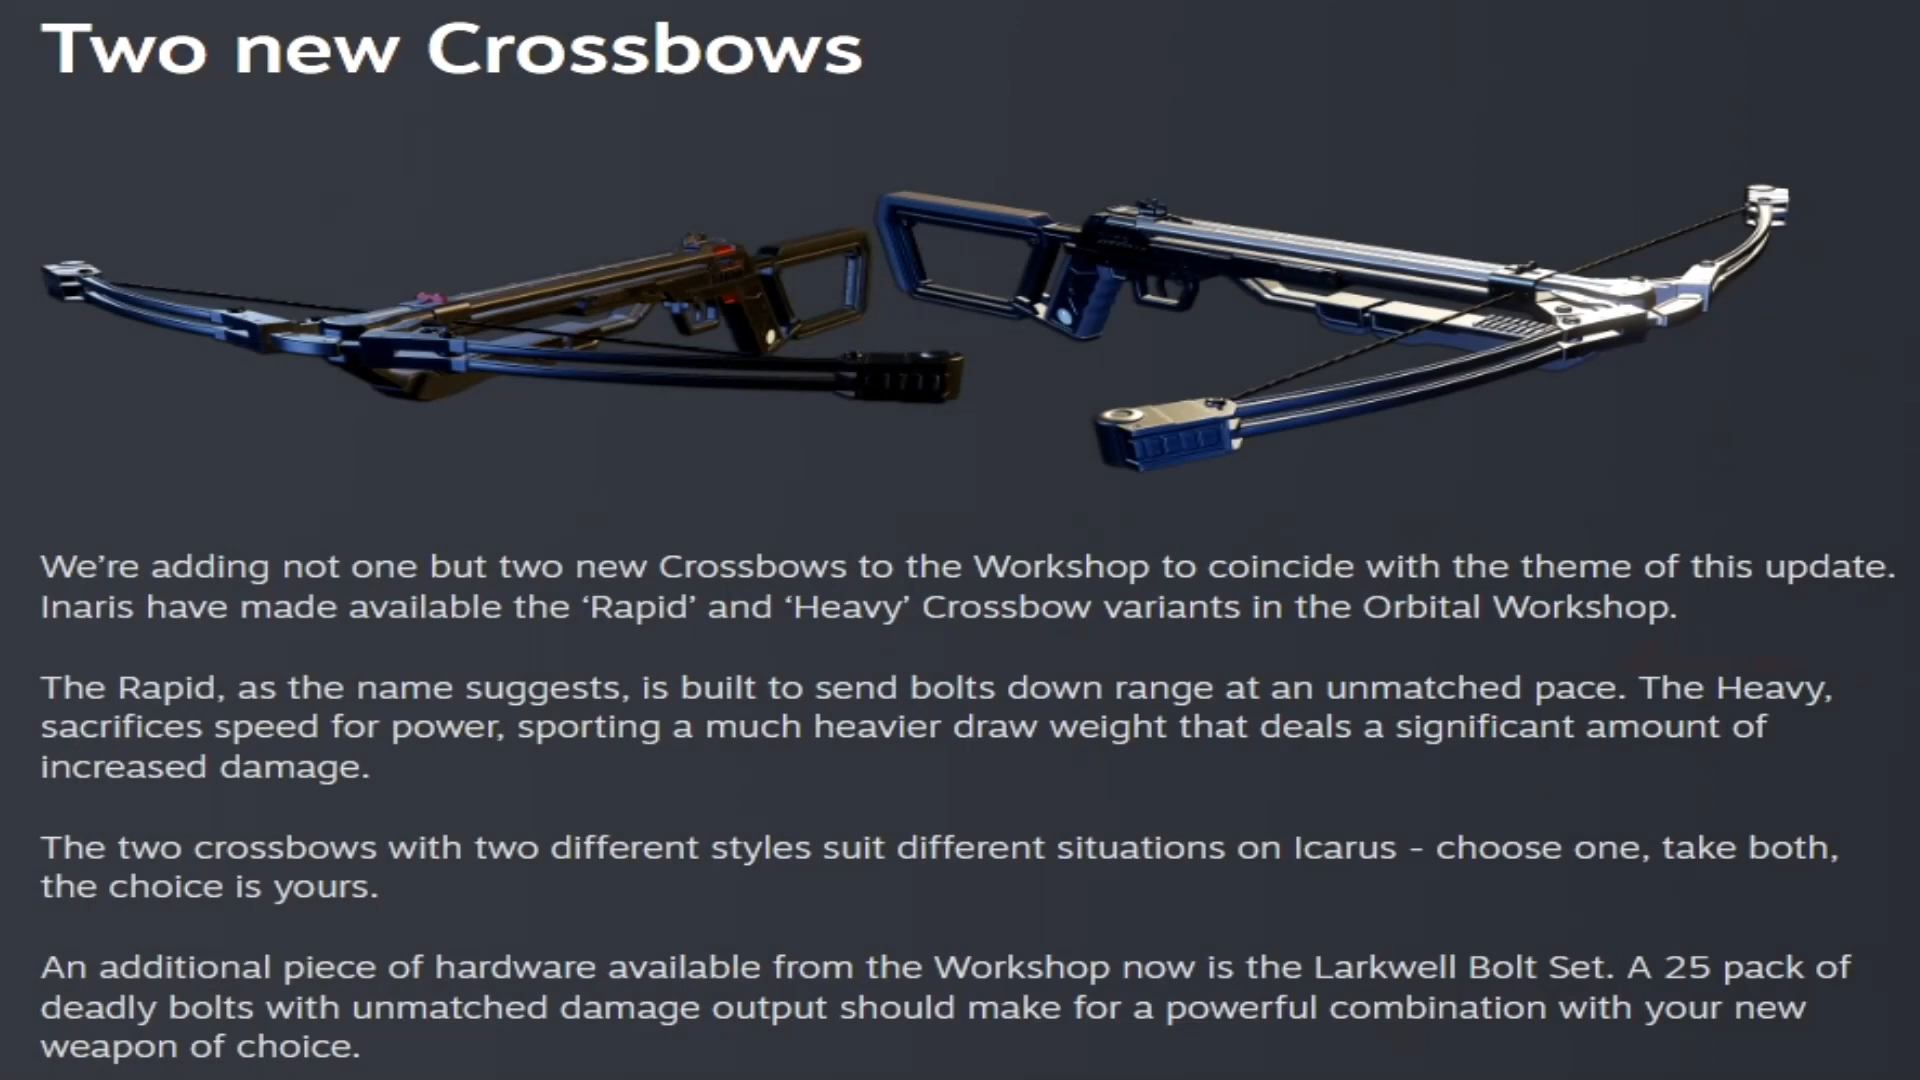 Two new Crossbows
We’re adding not one but two new Crossbows to the Workshop to coincide with the theme of this update.
Inaris have made available the ‘Rapid’ and ‘Heavy’ Crossbow variants in the Orbital Workshop.
The Rapid, as the name suggests, is built to send bolts down range at an unmatched pace. The Heavy,
sacrifices speed for power, sporting a much heavier draw weight that deals a significant amount of
increased damage.
The two crossbows with two different styles suit different situations on Icarus - choose one, take both,
the choice is yours.
An additional piece of hardware available from the Workshop now is the Larkwell Bolt Set. A 25 pack of
deadly bolts with unmatched damage output should make for a powerful combination with your new
weapon of choice.